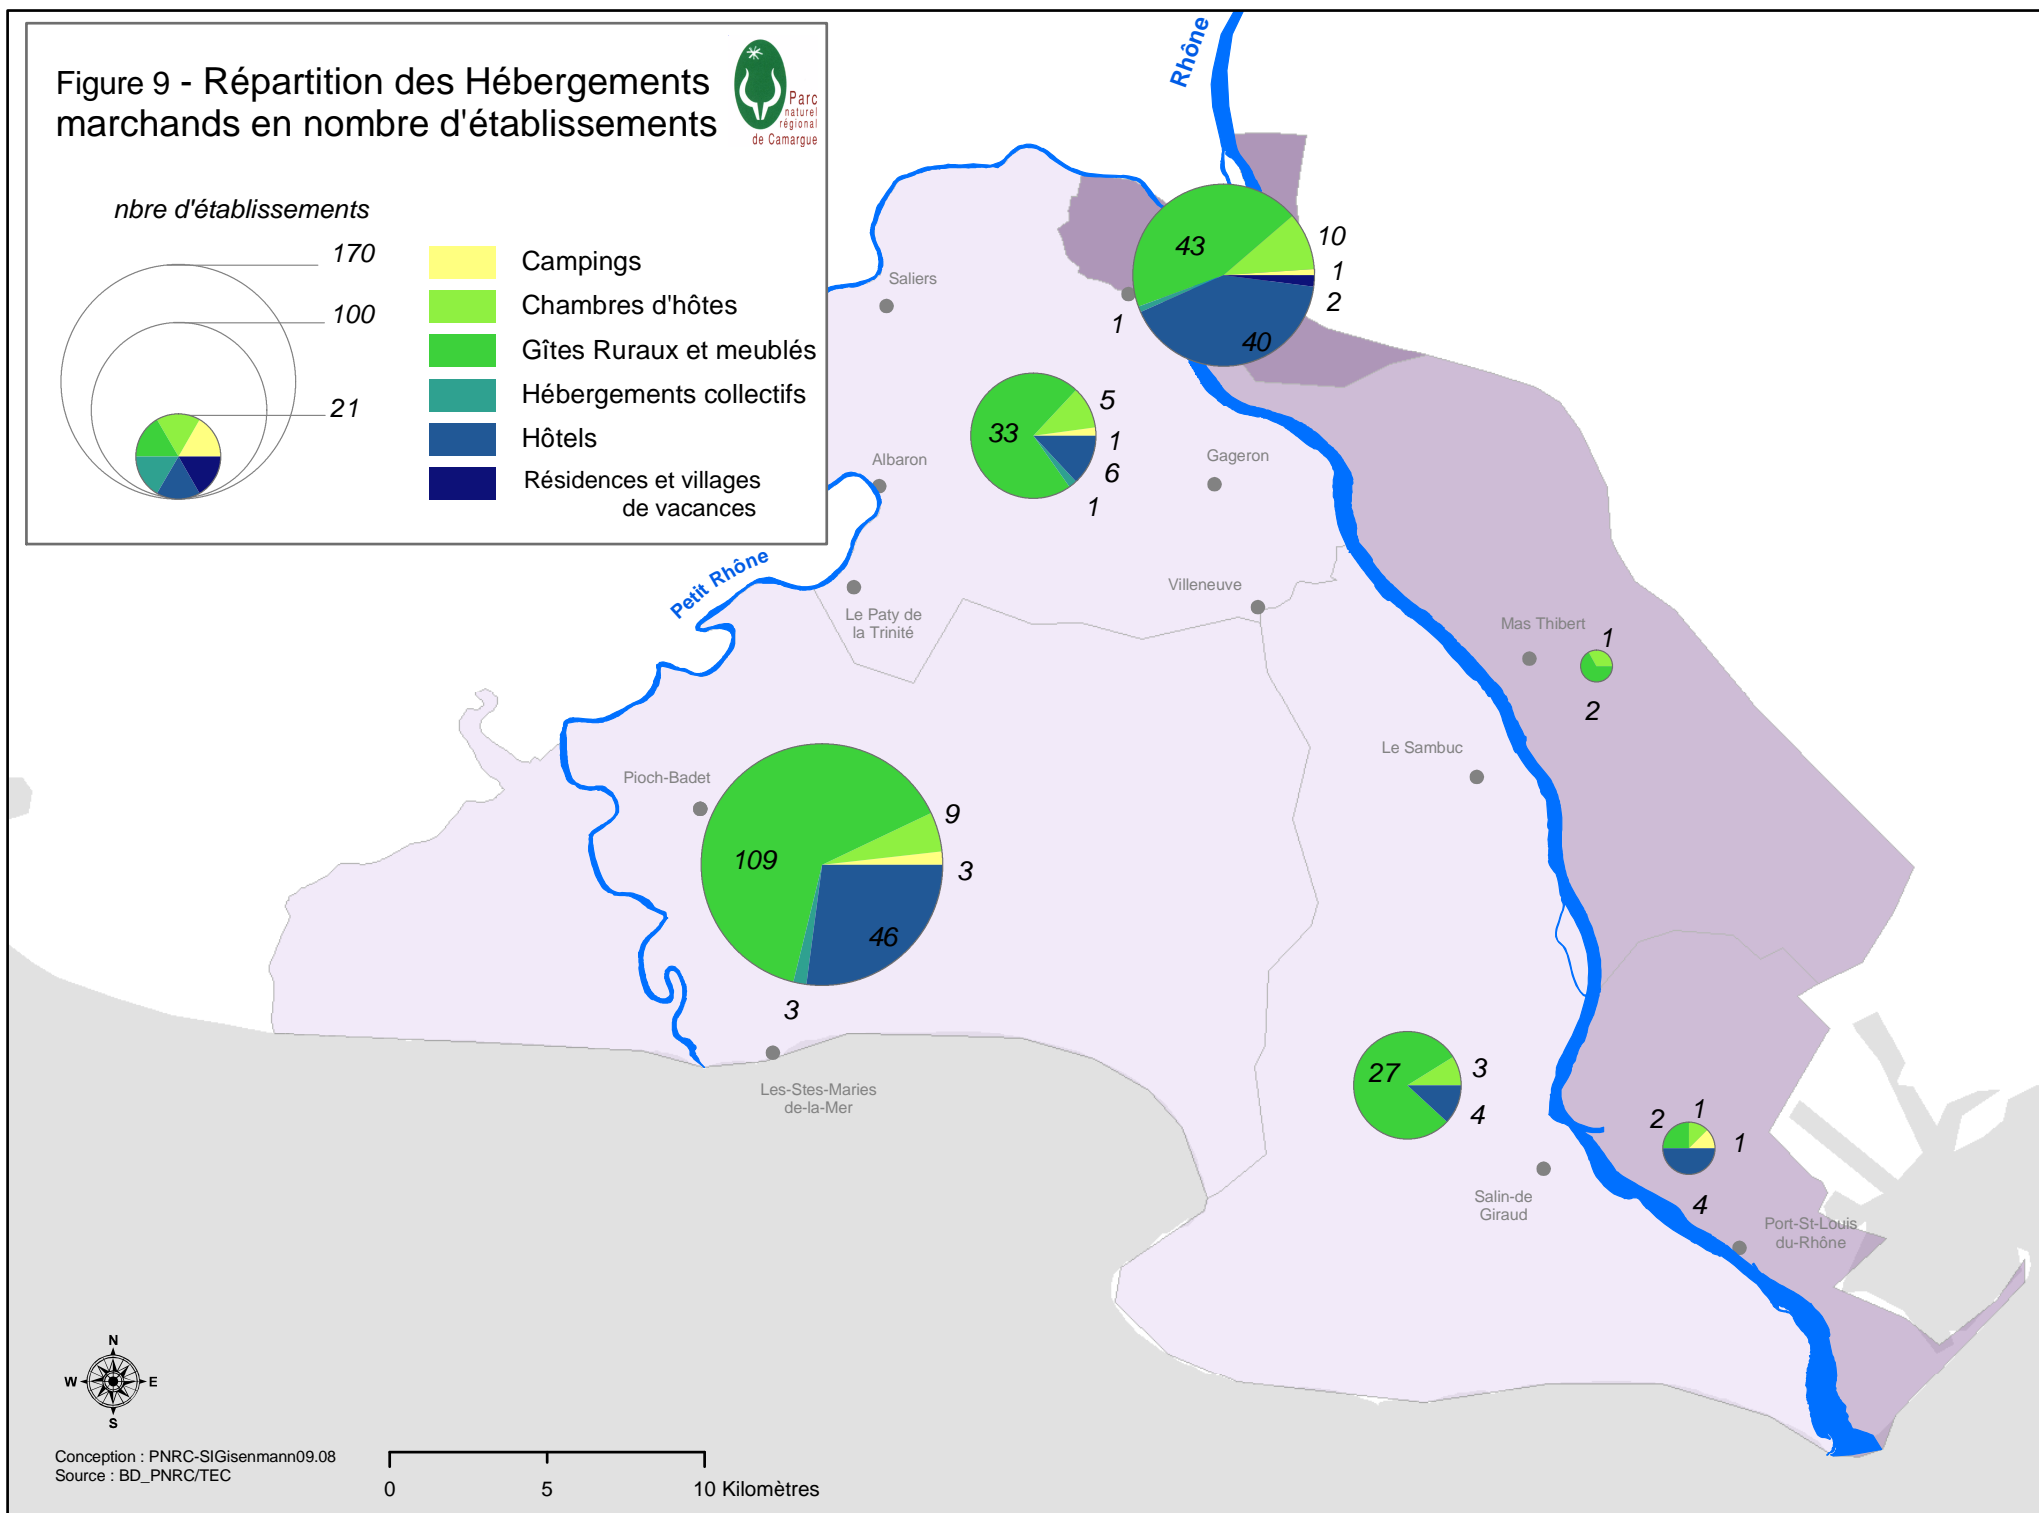 Figure 9 - Répartition des Hébergements
marchands en nombre d'établissements
Parc
naturel
régional
de Camargue
nbre d'établissements
170
100
21
Campings
Chambres d'hôtes
Gîtes Ruraux et meublés
Hébergements collectifs
Hôtels
Résidences et villages
de vacances
Rhône
43
10
1
2
40
1
Saliers
33
5
1
6
1
Albaron
Gageron
Petit Rhône
Le Paty de
la Trinité
Villeneuve
Mas Thibert
1
2
Le Sambuc
Pioch-Badet
109
9
3
46
3
Les-Stes-Maries
de-la-Mer
27
3
4
2
1
1
4
Salin-de
Giraud
Port-St-Louis
du-Rhône
N
W
E
S
Conception : PNRC-SIGisenmann09.08
Source : BD_PNRC/TEC
0
5
10 Kilomètres